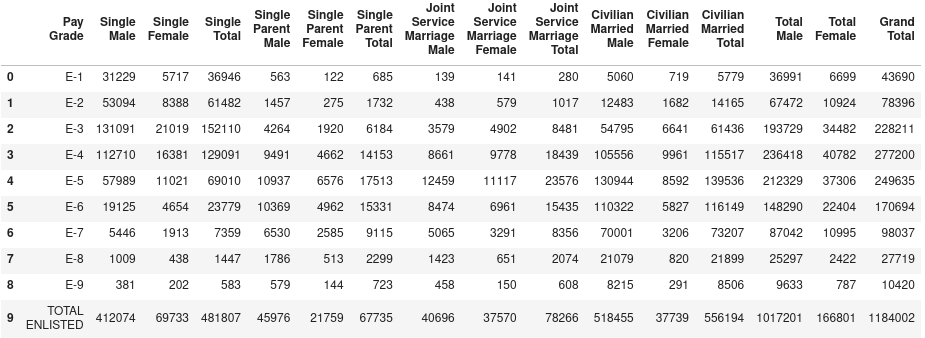 Pay Grade Single Male Single Female Single Total Single Parent Male Single Parent Female Single Parent Total Joint Service Marriage Male Joint Service Marriage Female Joint Service Marriage Total Civilian Married Male Civilian Married Female Civilian Married Total Total Male Total Female Grand Total
0 E-1 31229 5717 36946 563 122 685 139 141 280 5060 719 5779 36991 6699 43690
1 E-2 53094 8388 61482 1457 275 1732 438 579 1017 12483 1682 14165 67472 10924 78396
2 E-3 131091 21019 152110 4264 1920 6184 3579 4902 8481 54795 6641 61436 193729 34482 228211
3 E-4 112710 16381 129091 9491 4662 14153 8661 9778 18439 105556 9961 115517 236418 40782 277200
4 E-5 57989 11021 69010 10937 6576 17513 12459 11117 23576 130944 8592 139536 212329 37306 249635
5 E-6 19125 4654 23779 10369 4962 15331 8474 6961 15435 110322 5827 116149 148290 22404 170694
6 E-7 5446 1913 7359 6530 2585 9115 5065 3291 8356 70001 3206 73207 87042 10995 98037
7 E-8 1009 438 1447 1786 513 2299 1423 651 2074 21079 820 21899 25297 2422 27719
8 E-9 381 202 583 579 144 723 458 150 608 8215 291 8506 9633 787 10420
9 TOTAL ENLISTED 412074 69733 481807 45976 21759 67735 40696 37570 78266 518455 37739 556194 1017201 166801 1184002